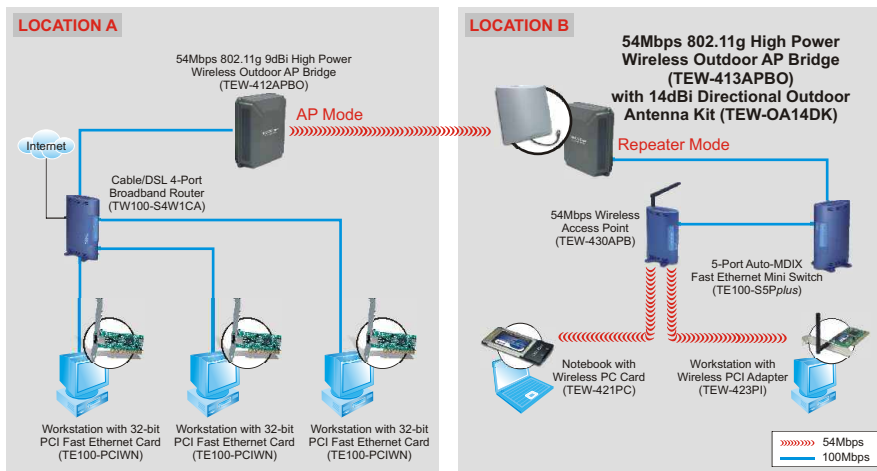 LOCATION A
54Mbps 802.11g 9dBi High Power
Wireless Outdoor AP Bridge
(TEW-412APBO)
AP Mode
Internet
Cable/DSL 4-Port
Broadband Router
(TW100-S4W1CA)
Workstation with 32-bit
PCI Fast Ethernet Card
(TE100-PCIWN)
Workstation with 32-bit
PCI Fast Ethernet Card
(TE100-PCIWN)
Workstation with 32-bit
PCI Fast Ethernet Card
(TE100-PCIWN)
LOCATION B
54Mbps 802.11g High Power
Wireless Outdoor AP Bridge
(TEW-413APBO)
with 14dBi Directional Outdoor
Antenna Kit (TEW-OA14DK)
Repeater Mode
54Mbps Wireless
Access Point
(TEW-430APB)
5-Port Auto-MDIX
Fast Ethernet Mini Switch
(TE100-S5Pplus)
Notebook with
Wireless PC Card
(TEW-421PC)
Workstation with
Wireless PCI Adapter
(TEW-423PI)
54Mbps
100Mbps